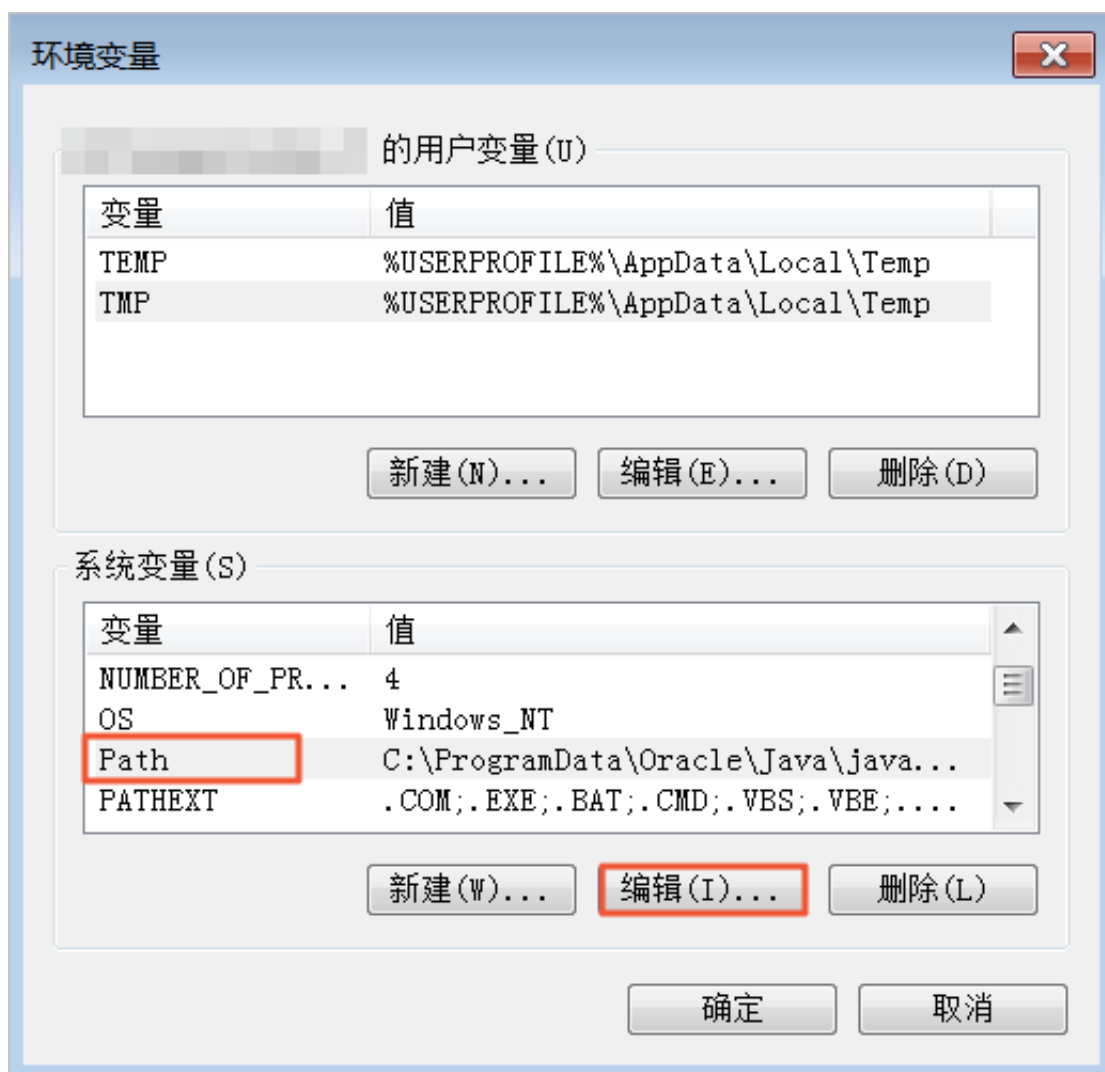 环境变量
的用户变量(U)
变量 值
TEMP %USERPROFILE%\AppData\Local\Temp
TMP %USERPROFILE%\AppData\Local\Temp
新建(N)... 编辑(E)... 删除(D)
系统变量(S)
变量 值
NUMBER_OF_PR... 4
OS Windows_NT
Path C:\ProgramData\Oracle\Java\java...
PATHEXT .COM;.EXE;.BAT;.CMD;.VBS;.VBE;....
新建(W)... 编辑(I)... 删除(L)
确定 取消